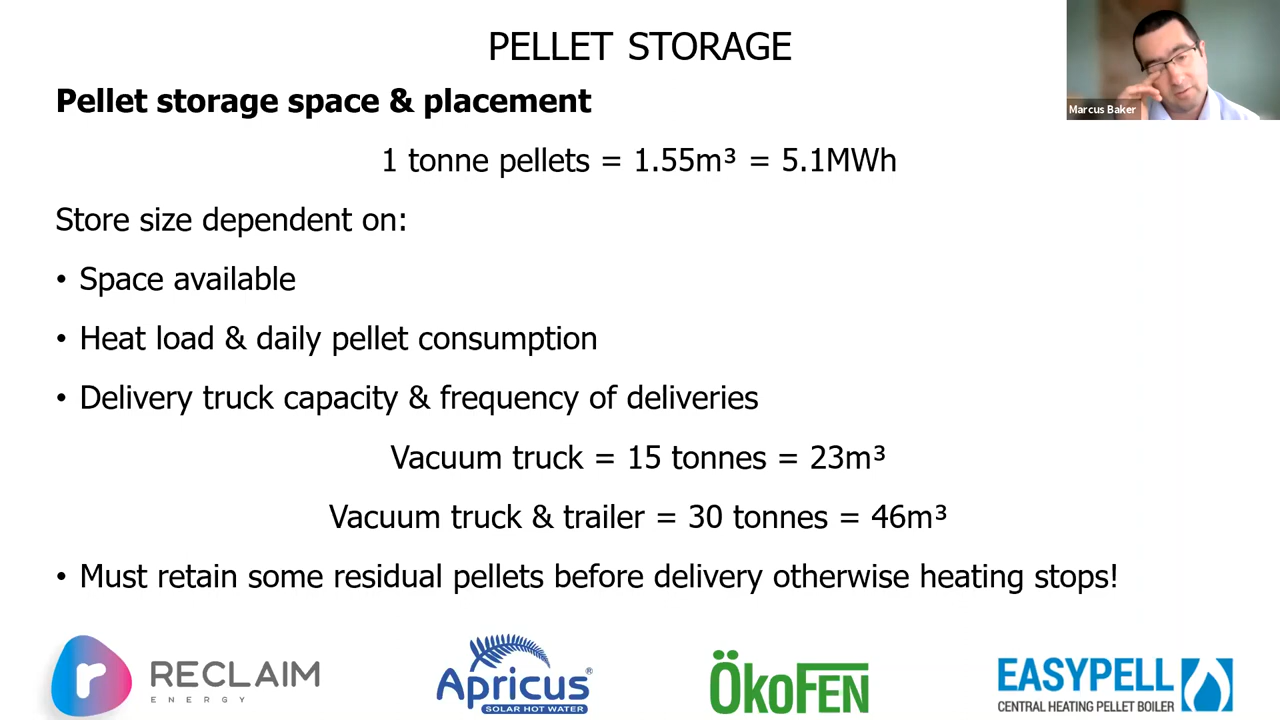 PELLET STORAGE
Marcus Baker
Pellet storage space & placement
1 tonne pellets = 1.55m³ = 5.1MWh
Store size dependent on:
• Space available
• Heat load & daily pellet consumption
• Delivery truck capacity & frequency of deliveries
Vacuum truck = 15 tonnes = 23m³
Vacuum truck & trailer = 30 tonnes = 46m³
• Must retain some residual pellets before delivery otherwise heating stops!
r RECLAIM
ENERGY
Apricus®
SOLAR HOT WATER
ÖkoFEN
EASYPELL
CENTRAL HEATING PELLET BOILER